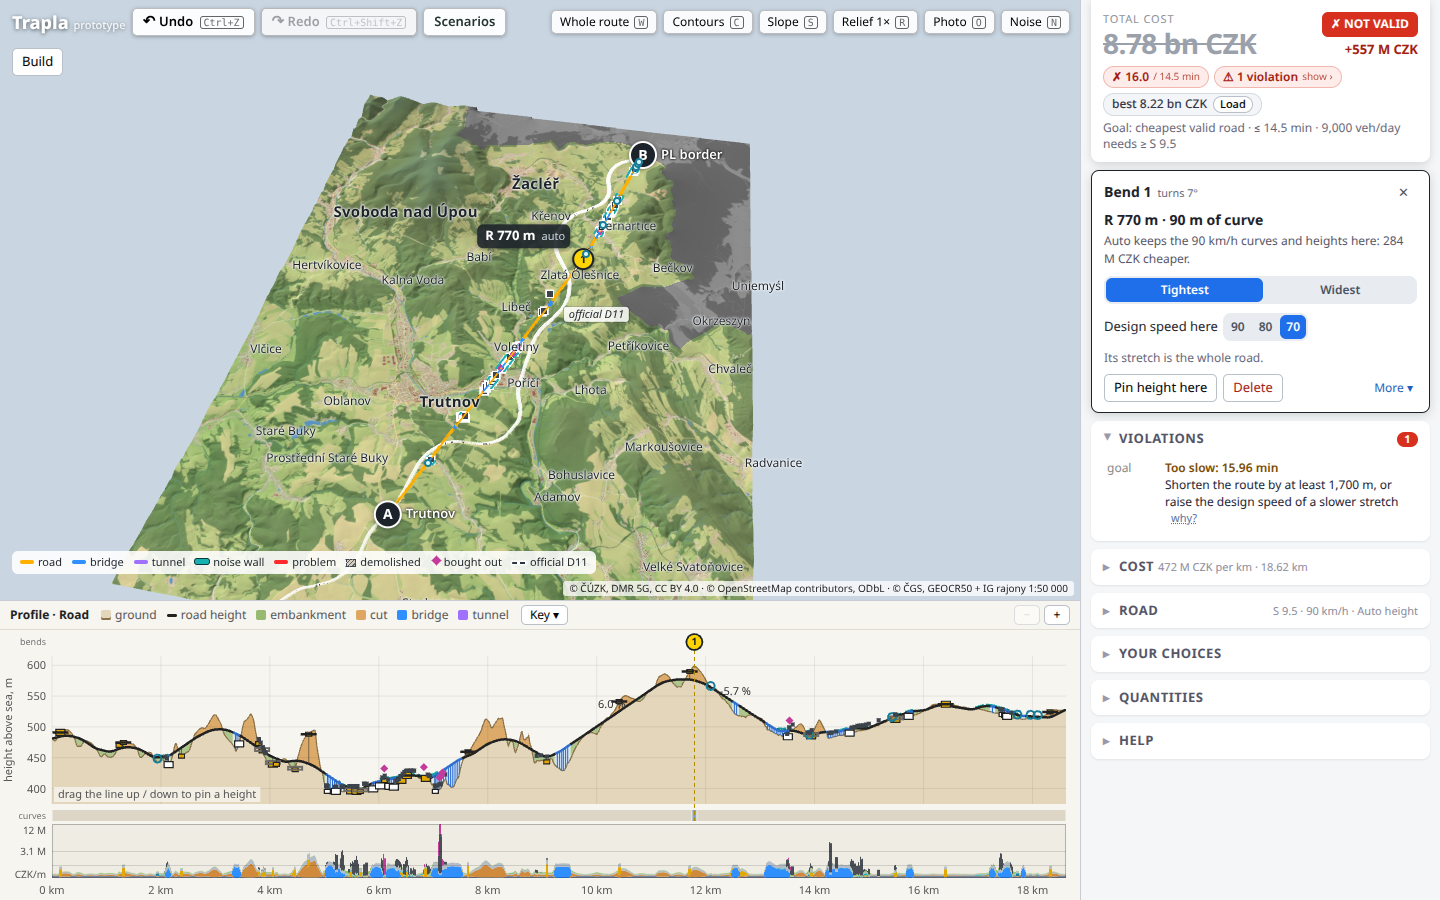 Trapla prototype
↶ Undo Ctrl+Z
↷ Redo Ctrl+Shift+Z
Scenarios
Whole route W
Contours C
Slope S
Relief 1× R
Photo O
Noise N
Build
B PL border
Žacléř
Svoboda nad Úpou
Křenov
Bernartice
R 770 m auto
1
Babí
Hertvíkovice
Zlatá Olešnice
Bečkov
Kalná Voda
Uniemyśl
Libeč
official D11
Okrzeszyn
Vlčice
Voletiny
Petříkovice
Chvaleč
Poříčí
Lhota
Oblanov
Trutnov
Staré Buky
Markoušovice
Prostřední Staré Buky
Radvanice
Bohuslavice
Adamov
A Trutnov
Velké Svatoňovice
road
bridge
tunnel
noise wall
problem
demolished
bought out
official D11
© ČÚZK, DMR 5G, CC BY 4.0 · © OpenStreetMap contributors, ODbL · © ČGS, GEOCR50 + IG rajony 1:50 000
Profile · Road
ground
road height
embankment
cut
bridge
tunnel
Key ▾
−
+
bends
1
height above sea, m
600
550
500
450
400
6.0
5.7 %
drag the line up / down to pin a height
curves
12 M
3.1 M
CZK/m
0 km
2 km
4 km
6 km
8 km
10 km
12 km
14 km
16 km
18 km
TOTAL COST
8.78 bn CZK
✗ NOT VALID
+557 M CZK
✗ 16.0 / 14.5 min
⚠ 1 violation show ›
best 8.22 bn CZK Load
Goal: cheapest valid road · ≤ 14.5 min · 9,000 veh/day
needs ≥ S 9.5
Bend 1 turns 7°
✕
R 770 m · 90 m of curve
Auto keeps the 90 km/h curves and heights here: 284
M CZK cheaper.
Tightest
Widest
Design speed here 90 80 70
Its stretch is the whole road.
Pin height here
Delete
More ▾
▼ VIOLATIONS 1
goal
Too slow: 15.96 min
Shorten the route by at least 1,700 m, or
raise the design speed of a slower stretch
why?
▶ COST 472 M CZK per km · 18.62 km
▶ ROAD S 9.5 · 90 km/h · Auto height
▶ YOUR CHOICES
▶ QUANTITIES
▶ HELP